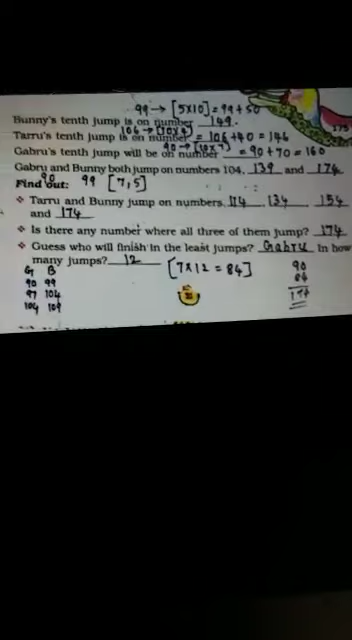 99 → [5×10] = 99 + 50
Bunny's tenth jump is on number 149.
106 → [10×4]
Tarru's tenth jump is on number = 106 + 40 = 146
90 → [10×7]
Gabru's tenth jump will be on number = 90 + 70 = 160
Gabru and Bunny both jump on numbers 104, 139 and 174
90
Find out: 99 [7,5]
❖ Tarru and Bunny jump on numbers 114 134 154
and 174
❖ Is there any number where all three of them jump? 174
❖ Guess who will finish in the least jumps? Gabru In how
many jumps? 12 [7×12 = 84]
G B
90 99
97 104
104 109
90
84
174
175